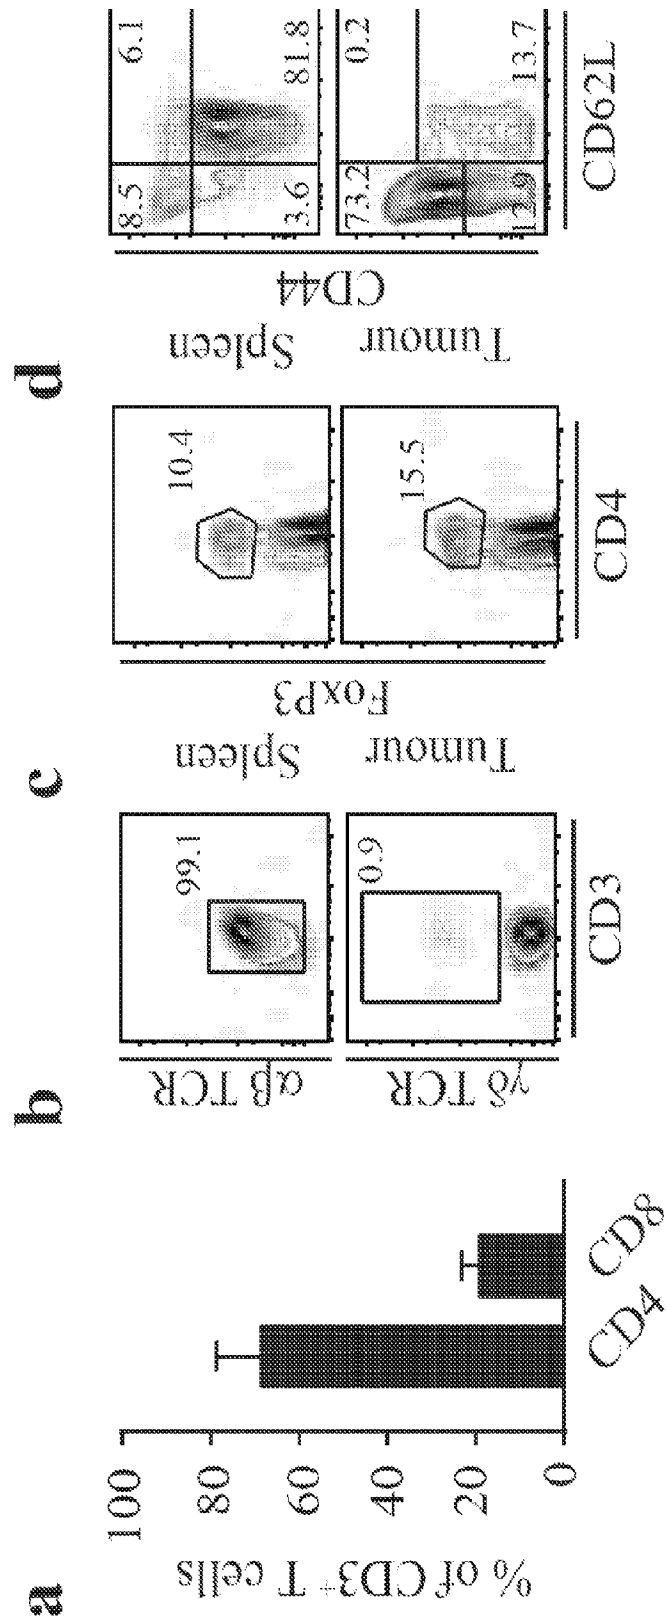 a
% of CD3+ T cells
100
80
60
40
20
0
CD4
CD8
b
αβ TCR
99.1
γδ TCR
0.9
CD3
c
Spleen
Tumour
FoxP3
10.4
15.5
CD4
d
Spleen
Tumour
CD44
8.5
6.1
3.6
81.8
73.2
0.2
12.9
13.7
CD62L